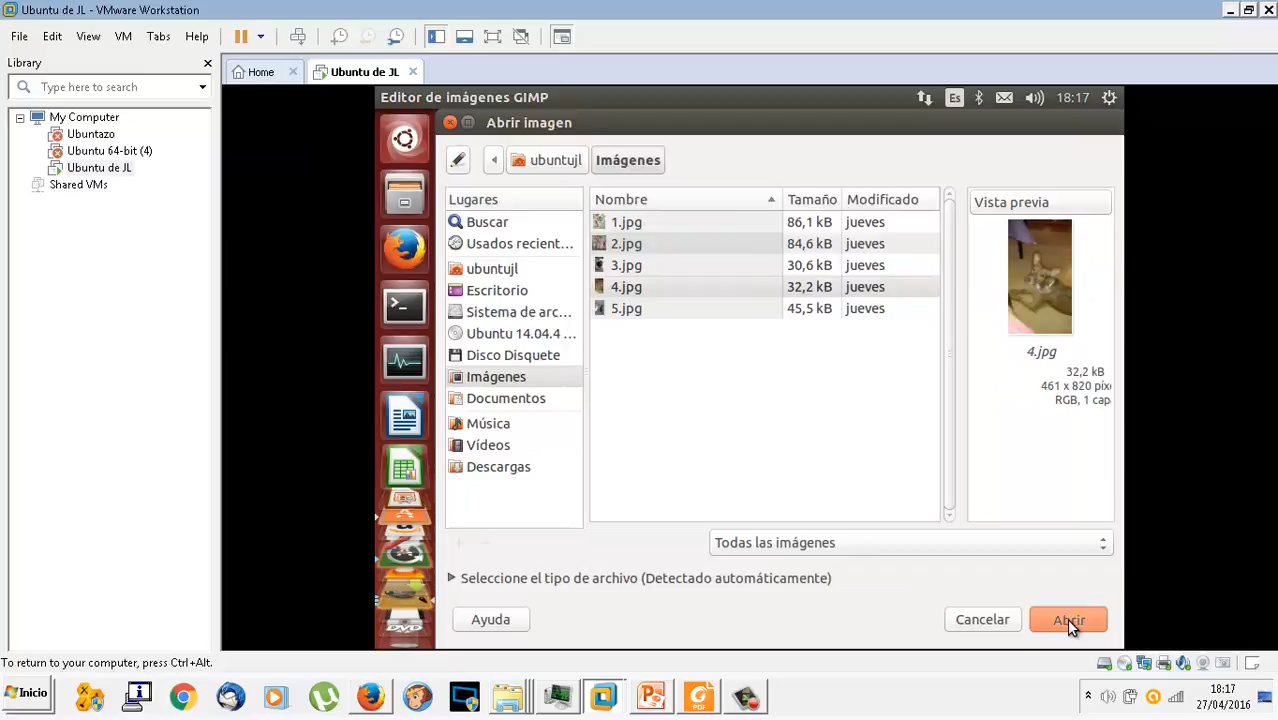 Ubuntu de JL - VMware Workstation
File Edit View VM Tabs Help
Library
Type here to search
My Computer
Ubuntazo
Ubuntu 64-bit (4)
Ubuntu de JL
Shared VMs
Home
Ubuntu de JL
Editor de imágenes GIMP
Es
18:17
Abrir imagen
ubuntujl Imágenes
Lugares
Buscar
Usados recient...
ubuntujl
Escritorio
Sistema de arc...
Ubuntu 14.04.4 ...
Disco Disquete
Imágenes
Documentos
Música
Vídeos
Descargas
Nombre Tamaño Modificado
1.jpg 86,1 kB jueves
2.jpg 84,6 kB jueves
3.jpg 30,6 kB jueves
4.jpg 32,2 kB jueves
5.jpg 45,5 kB jueves
Vista previa
4.jpg
32,2 kB
461 x 820 píxe
RGB, 1 cap
Todas las imágenes
Seleccione el tipo de archivo (Detectado automáticamente)
Ayuda Cancelar Abrir
To return to your computer, press Ctrl+Alt.
Inicio
PDF
18:17
27/04/2016